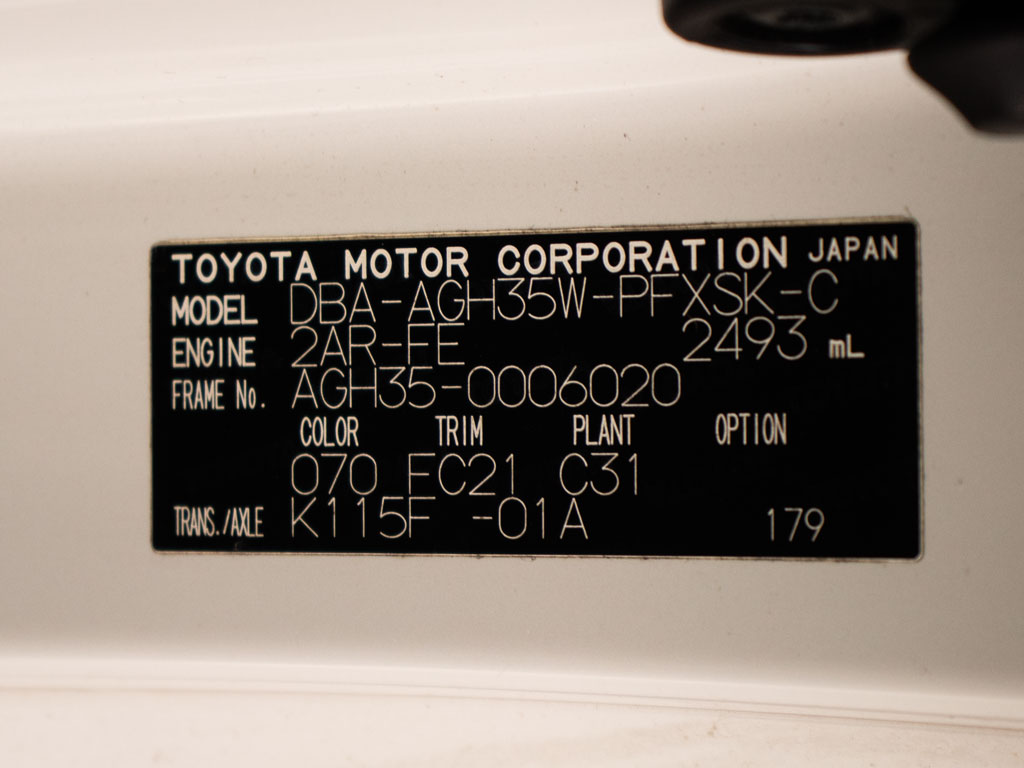 TOYOTA MOTOR CORPORATION JAPAN
MODEL DBA-AGH35W-PFXSK-C
ENGINE 2AR-FE 2493 mL
FRAME No. AGH35-0006020
COLOR TRIM PLANT OPTION
070 FC21 C31
TRANS./AXLE K115F -01A 179